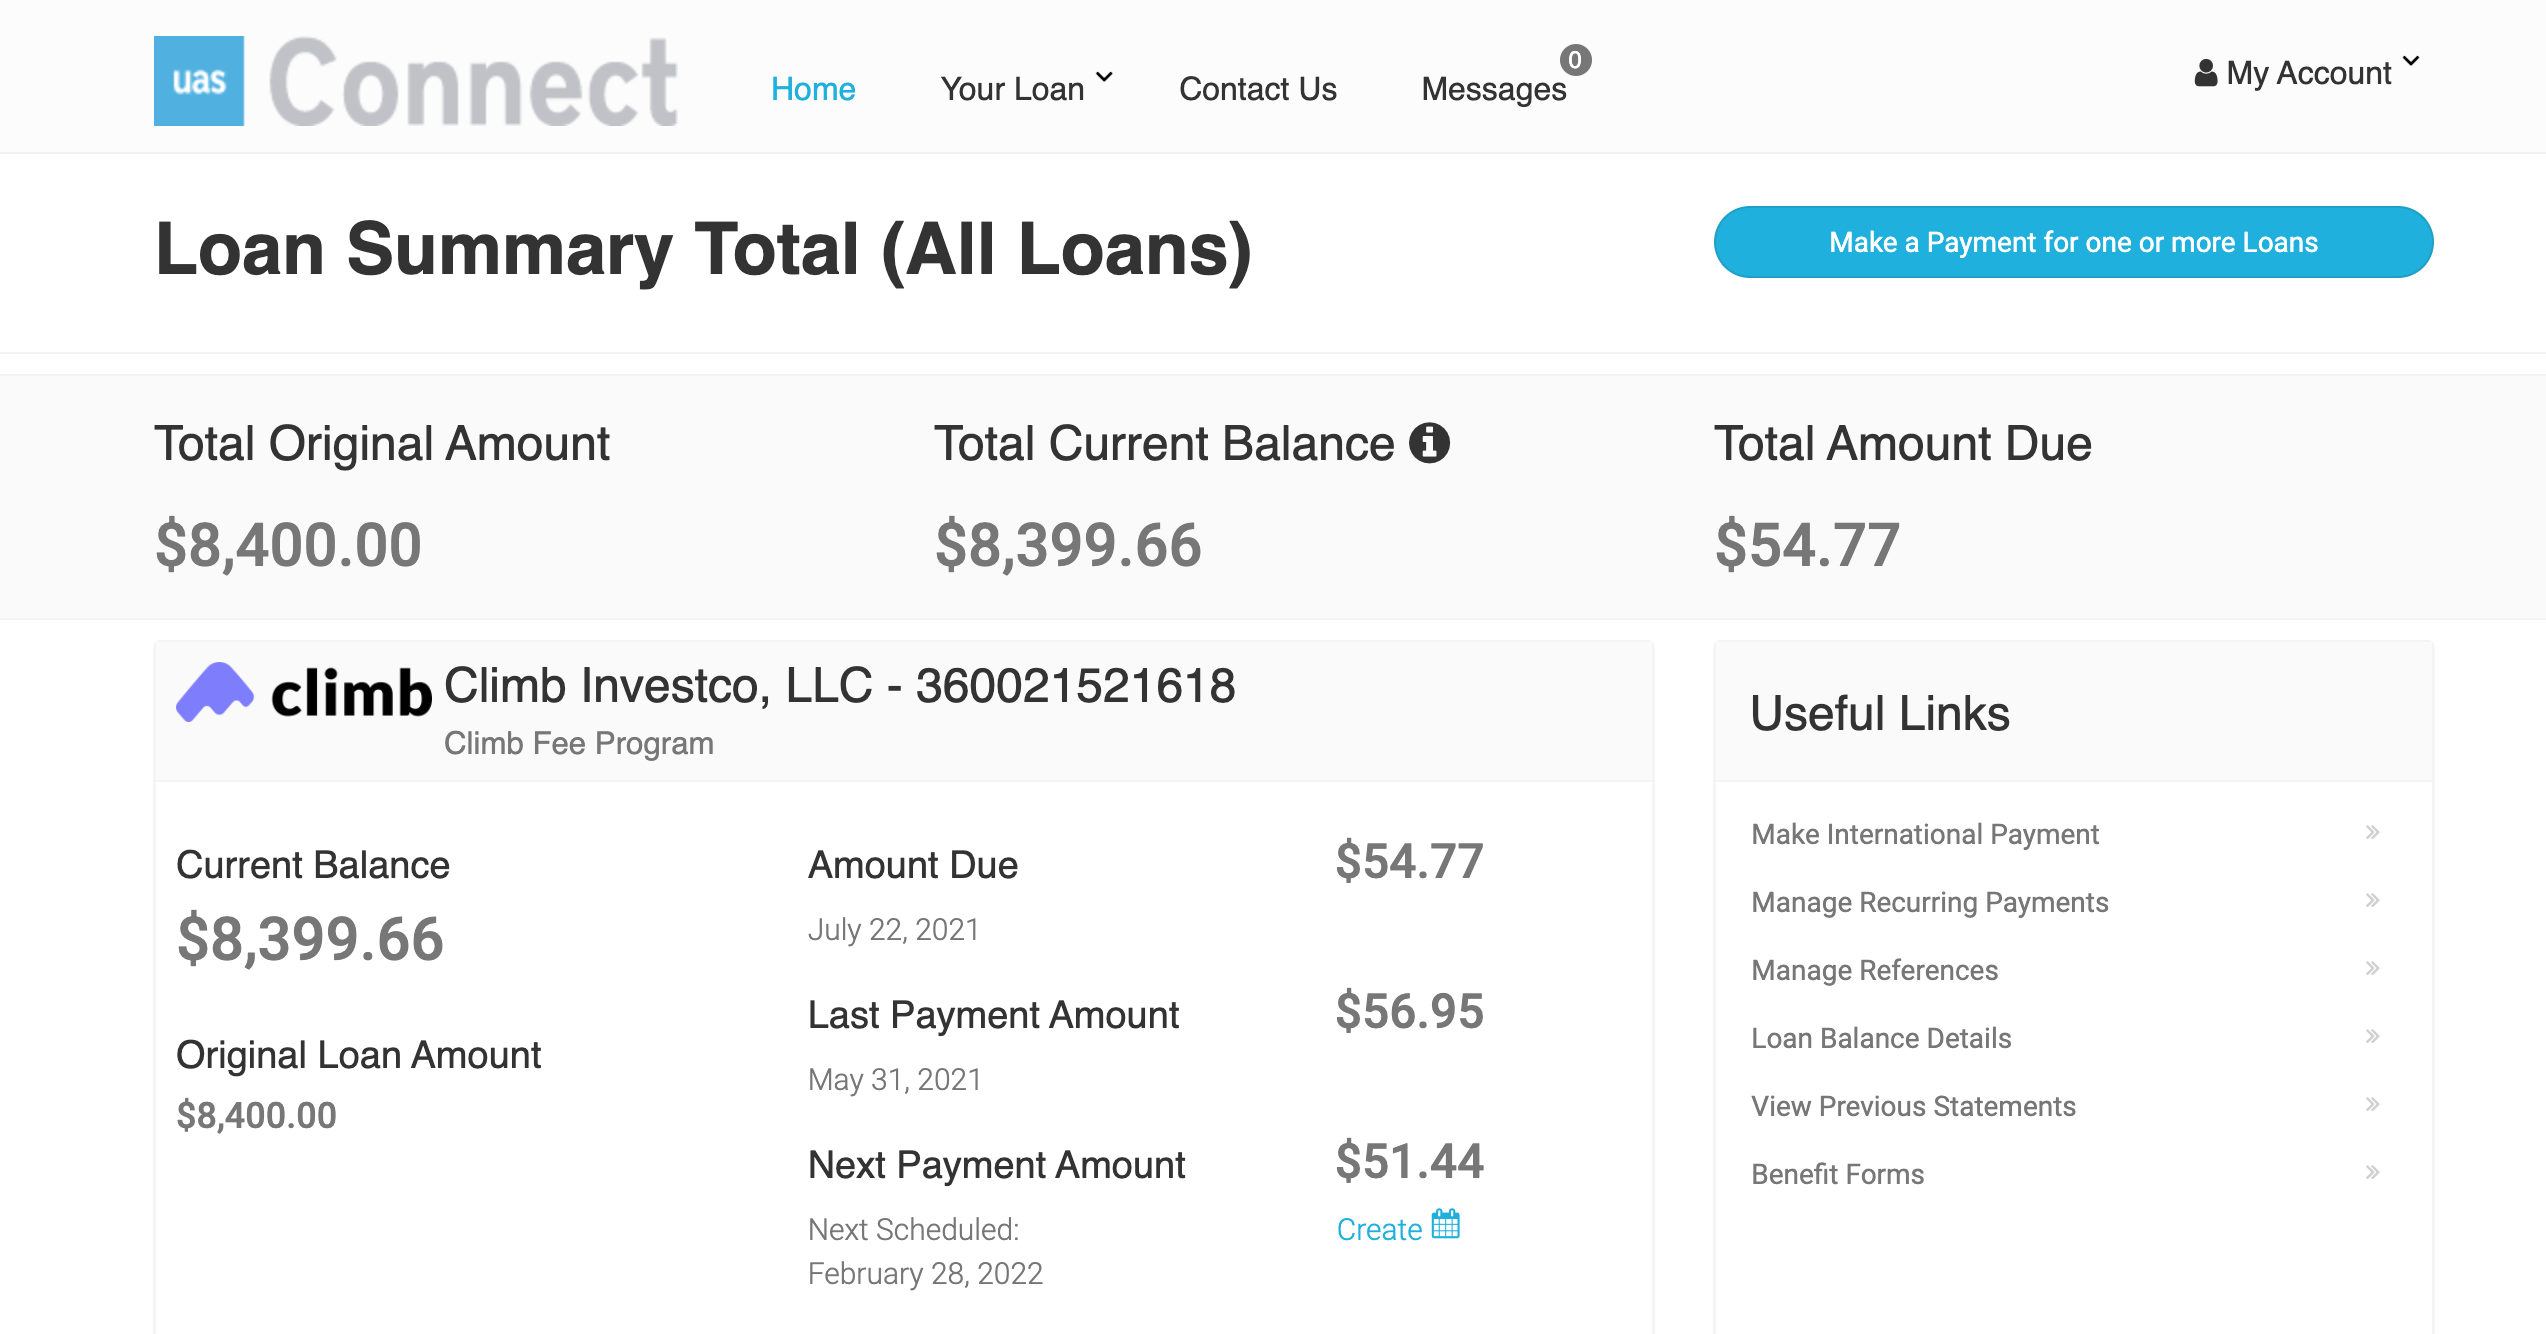 uas Connect
Home Your Loan Contact Us Messages 0 My Account
Loan Summary Total (All Loans)
Make a Payment for one or more Loans
Total Original Amount
$8,400.00
Total Current Balance
$8,399.66
Total Amount Due
$54.77
climb Climb Investco, LLC - 360021521618
Climb Fee Program
Current Balance
$8,399.66
Original Loan Amount
$8,400.00
Amount Due $54.77
July 22, 2021
Last Payment Amount $56.95
May 31, 2021
Next Payment Amount $51.44
Next Scheduled: Create
February 28, 2022
Useful Links
Make International Payment »
Manage Recurring Payments »
Manage References »
Loan Balance Details »
View Previous Statements »
Benefit Forms »